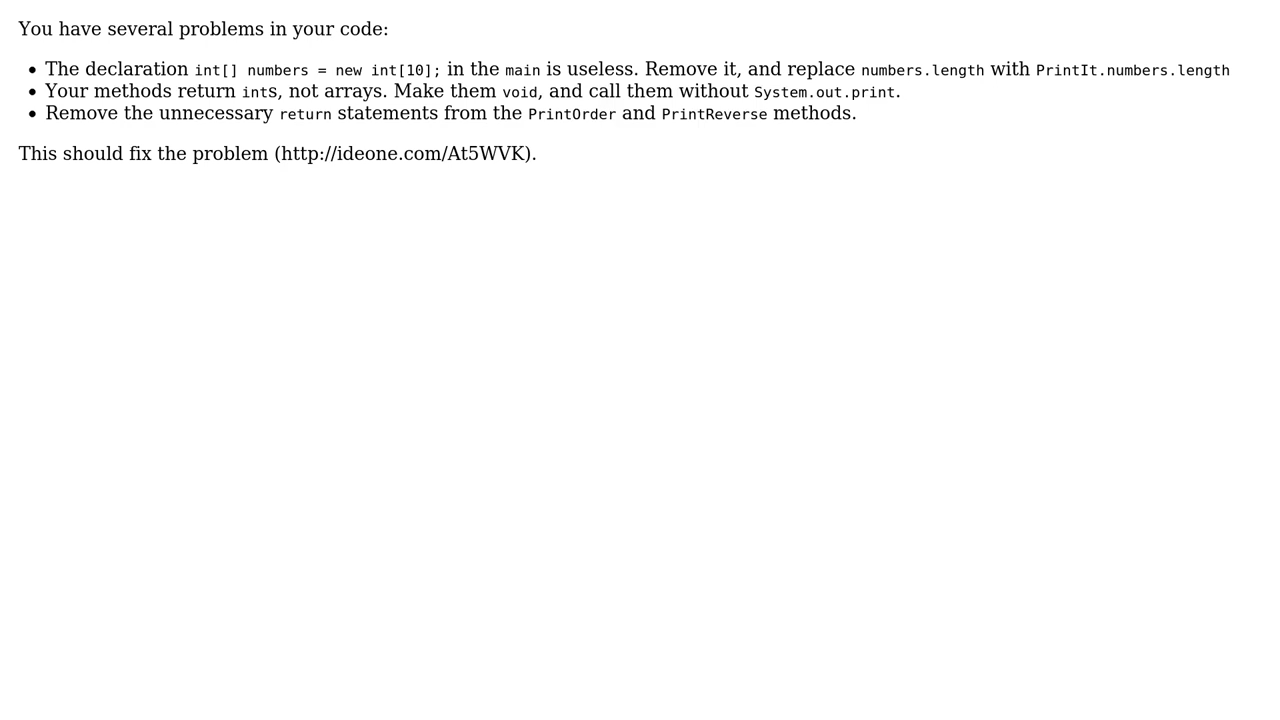 You have several problems in your code:
• The declaration int[] numbers = new int[10]; in the main is useless. Remove it, and replace numbers.length with PrintIt.numbers.length
• Your methods return ints, not arrays. Make them void, and call them without System.out.print.
• Remove the unnecessary return statements from the PrintOrder and PrintReverse methods.
This should fix the problem (http://ideone.com/At5WVK).